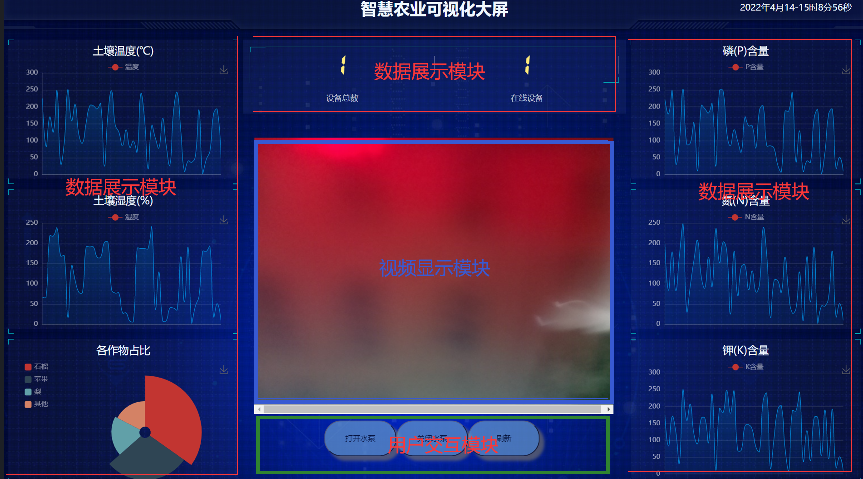 智慧农业可视化大屏
2022年4月14-15时8分56秒
土壤温度(℃)
温度
300
250
200
150
100
50
0
数据展示模块
土壤湿度(%)
湿度
250
200
150
100
50
0
各作物占比
石榴
苹果
梨
其他
1
1
数据展示模块
设备总数
在线设备
视频显示模块
打开水泵
关闭水泵
刷新
用户交互模块
磷(P)含量
P含量
300
250
200
150
100
50
0
数据展示模块
氮(N)含量
N含量
250
200
150
100
50
0
钾(K)含量
K含量
300
250
200
150
100
50
0